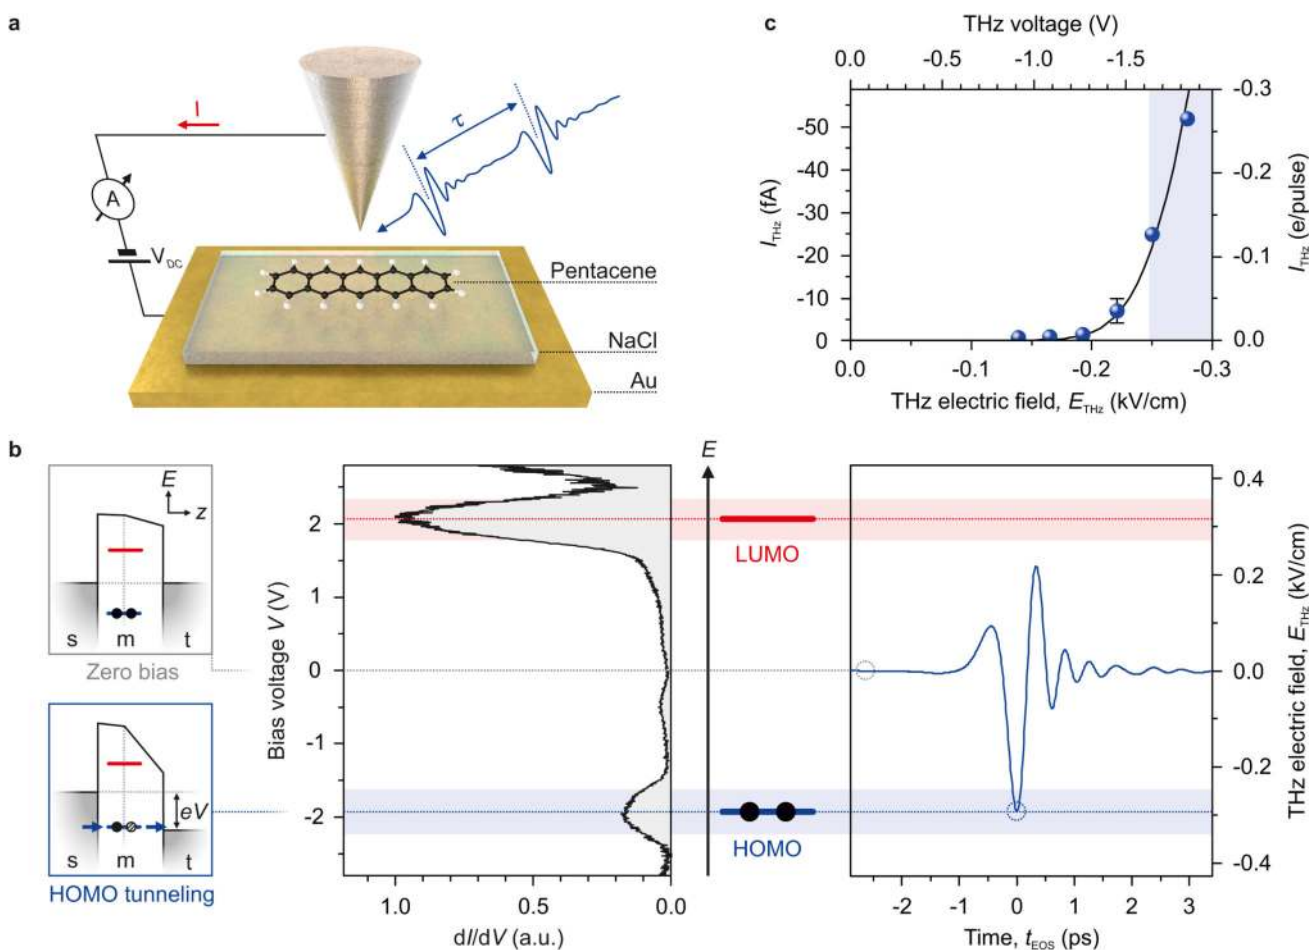 a
I
τ
A
V_DC
Pentacene
NaCl
Au
c
THz voltage (V)
0.0 -0.5 -1.0 -1.5
-50
-40
-30
-20
-10
0
I_THz (fA)
-0.3
-0.2
-0.1
0.0
I_THz (e/pulse)
0.0 -0.1 -0.2 -0.3
THz electric field, E_THz (kV/cm)
b
E
z
s m t
Zero bias
eV
s m t
HOMO tunneling
Bias voltage V (V)
2
1
0
-1
-2
1.0 0.5 0.0
dI/dV (a.u.)
E
LUMO
HOMO
0.4
0.2
0.0
-0.2
-0.4
THz electric field, E_THz (kV/cm)
-2 -1 0 1 2 3
Time, t_EOS (ps)